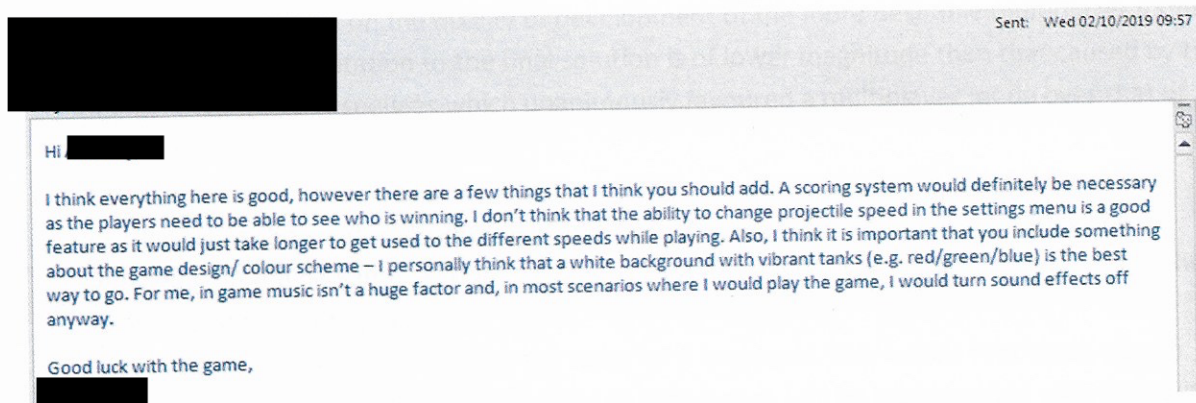 Sent: Wed 02/10/2019 09:57
Hi
I think everything here is good, however there are a few things that I think you should add. A scoring system would definitely be necessary
as the players need to be able to see who is winning. I don't think that the ability to change projectile speed in the settings menu is a good
feature as it would just take longer to get used to the different speeds while playing. Also, I think it is important that you include something
about the game design/ colour scheme – I personally think that a white background with vibrant tanks (e.g. red/green/blue) is the best
way to go. For me, in game music isn't a huge factor and, in most scenarios where I would play the game, I would turn sound effects off
anyway.
Good luck with the game,